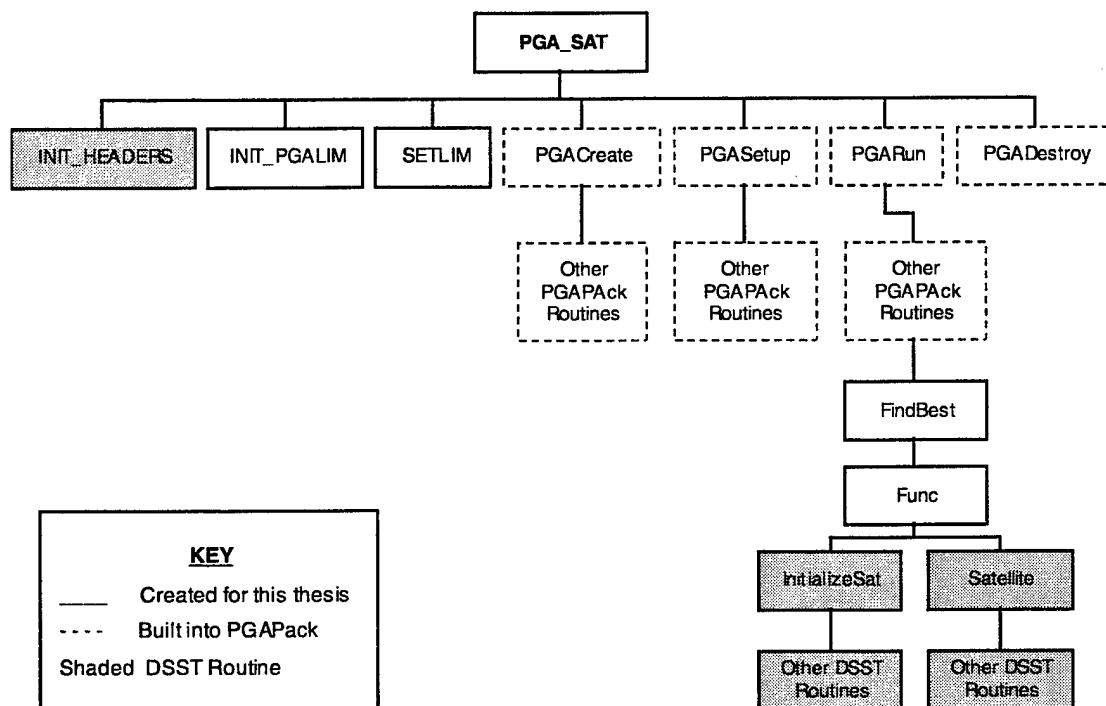 PGA_SAT
INIT_HEADERS
INIT_PGALIM
SETLIM
PGACreate
PGASetup
PGARun
PGADestroy
Other
PGAPAck
Routines
Other
PGAPAck
Routines
Other
PGAPAck
Routines
FindBest
Func
InitializeSat
Satellite
Other DSST
Routines
Other DSST
Routines
KEY
____ Created for this thesis
---- Built into PGAPack
Shaded DSST Routine